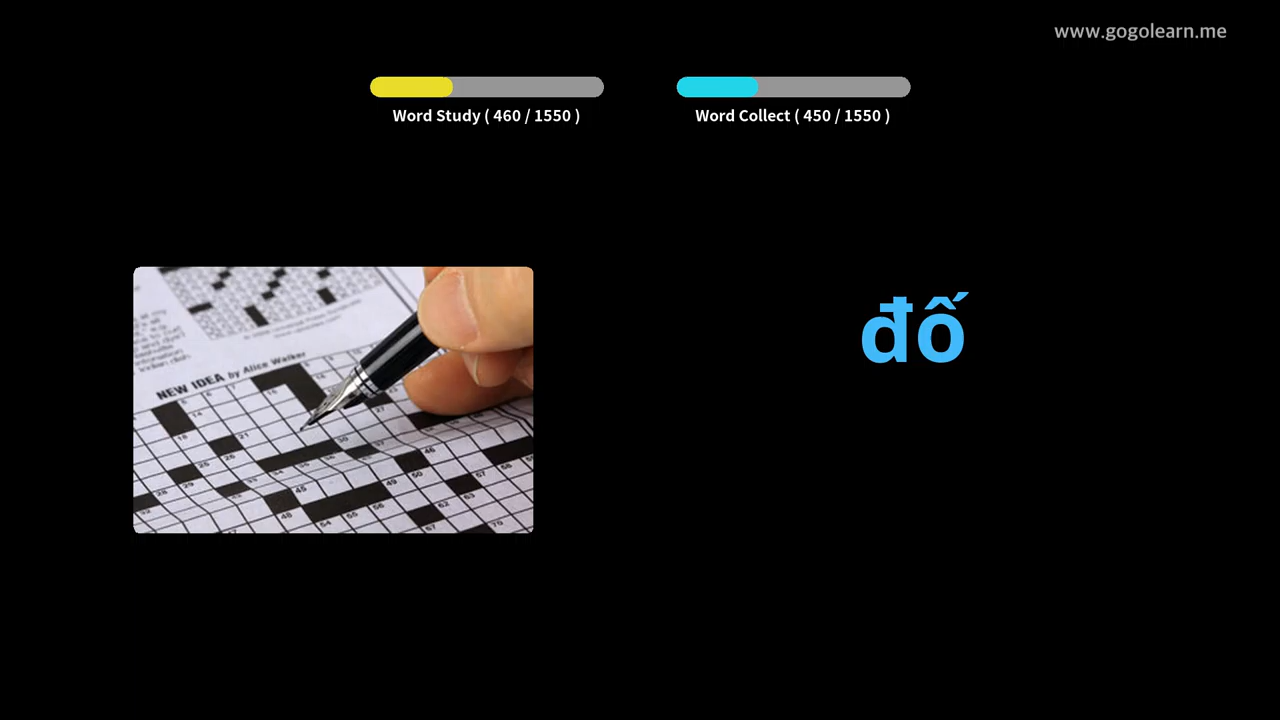 www.gogolearn.me
Word Study ( 460 / 1550 )
Word Collect ( 450 / 1550 )
đố
NEW IDEA by Alice Walker